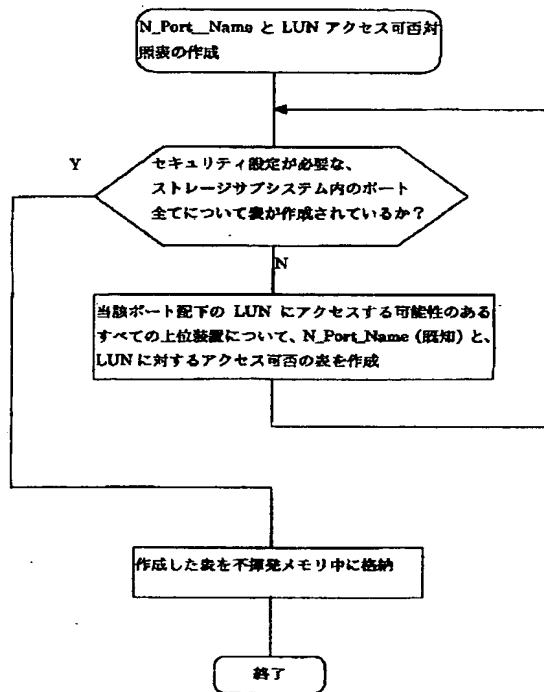 N_Port_Name と LUN アクセス可否対
照表の作成
Y
セキュリティ設定が必要な、
ストレージサブシステム内のポート
全てについて表が作成されているか？
N
当該ポート配下の LUN にアクセスする可能性のある
すべての上位装置について、N_Port_Name（既知）と、
LUNに対するアクセス可否の表を作成
作成した表を不揮発メモリ中に格納
終了